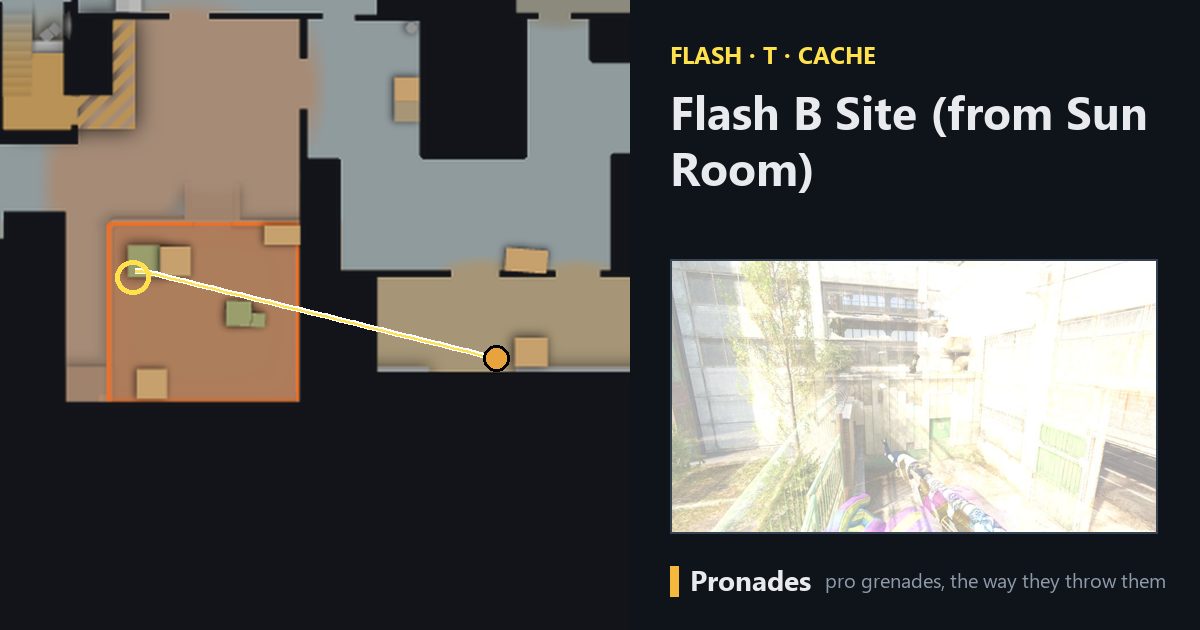 FLASH · T · CACHE
Flash B Site (from Sun
Room)
Pronades pro grenades, the way they throw them